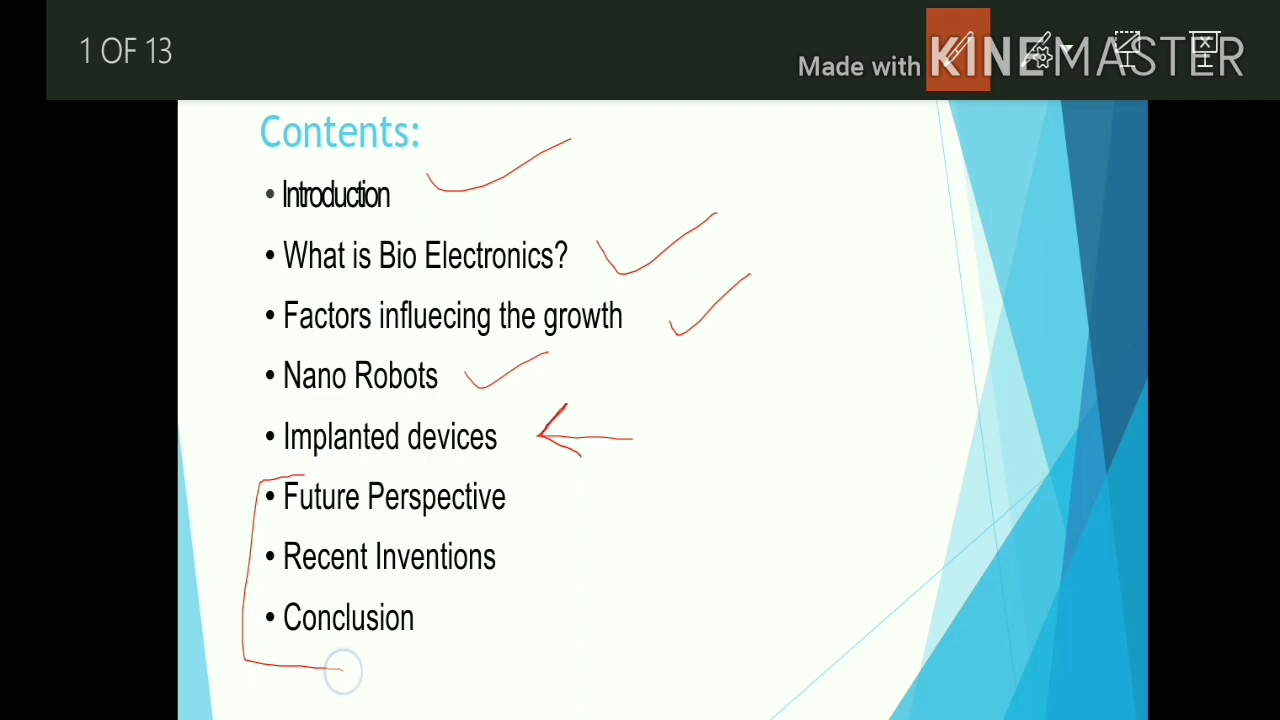 1 OF 13
Made with KINEMASTER
Contents:
• Introduction
• What is Bio Electronics?
• Factors influecing the growth
• Nano Robots
• Implanted devices
• Future Perspective
• Recent Inventions
• Conclusion